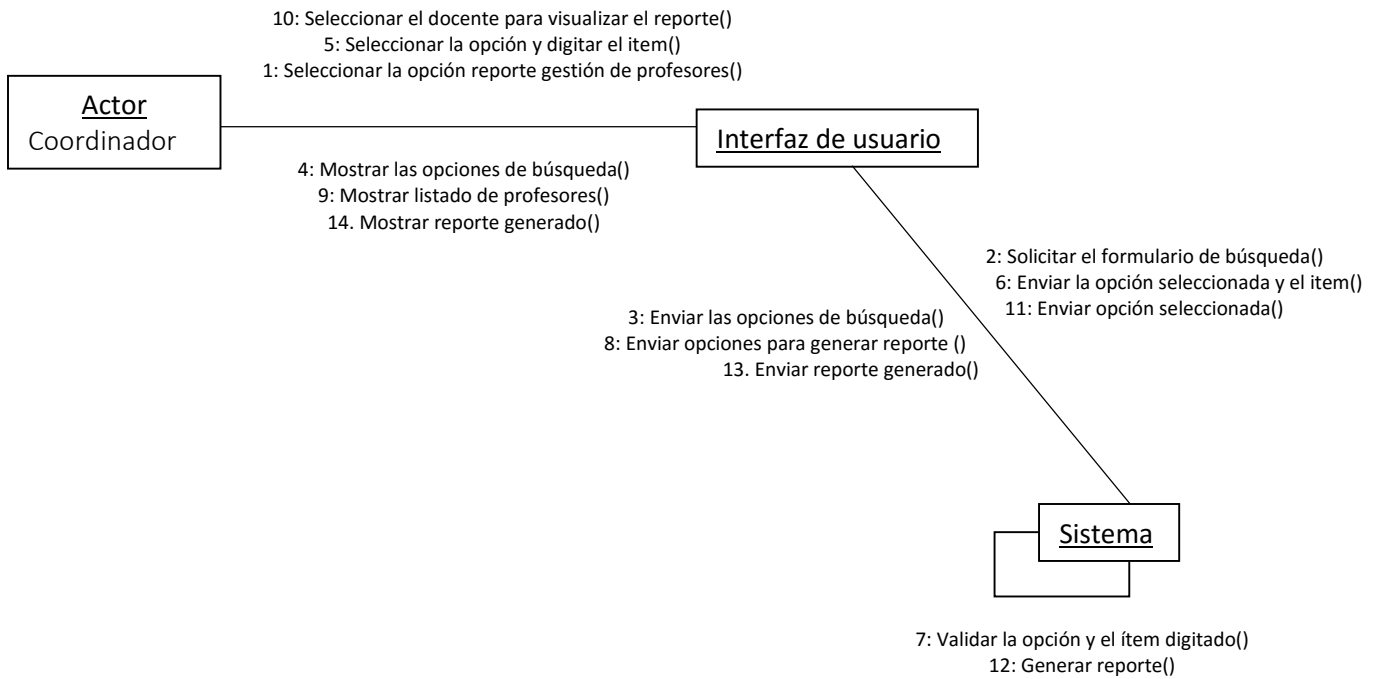 10: Seleccionar el docente para visualizar el reporte()
5: Seleccionar la opción y digitar el item()
1: Seleccionar la opción reporte gestión de profesores()
Actor
Coordinador
Interfaz de usuario
4: Mostrar las opciones de búsqueda()
9: Mostrar listado de profesores()
14. Mostrar reporte generado()
2: Solicitar el formulario de búsqueda()
6: Enviar la opción seleccionada y el item()
11: Enviar opción seleccionada()
3: Enviar las opciones de búsqueda()
8: Enviar opciones para generar reporte ()
13. Enviar reporte generado()
Sistema
7: Validar la opción y el ítem digitado()
12: Generar reporte()